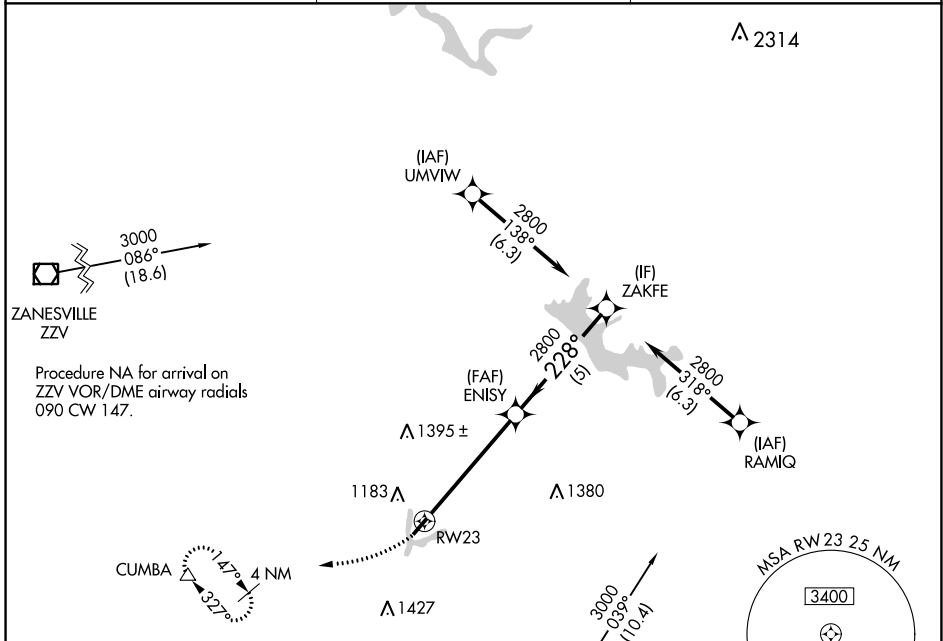 2314
(IAF)
UMVIW
2800
138°
(6.3)
3000
086°
(18.6)
(IF)
ZAKFE
ZANESVILLE
ZZV
2800
228°
(5)
2800
318°
(6.3)
Procedure NA for arrival on
ZZV VOR/DME airway radials
090 CW 147.
(FAF)
ENISY
1395 ±
(IAF)
RAMIQ
1183
1380
RW23
MSA RW 23 25 NM
CUMBA
147°
4 NM
327°
3400
1427
3000
039°
(10.4)